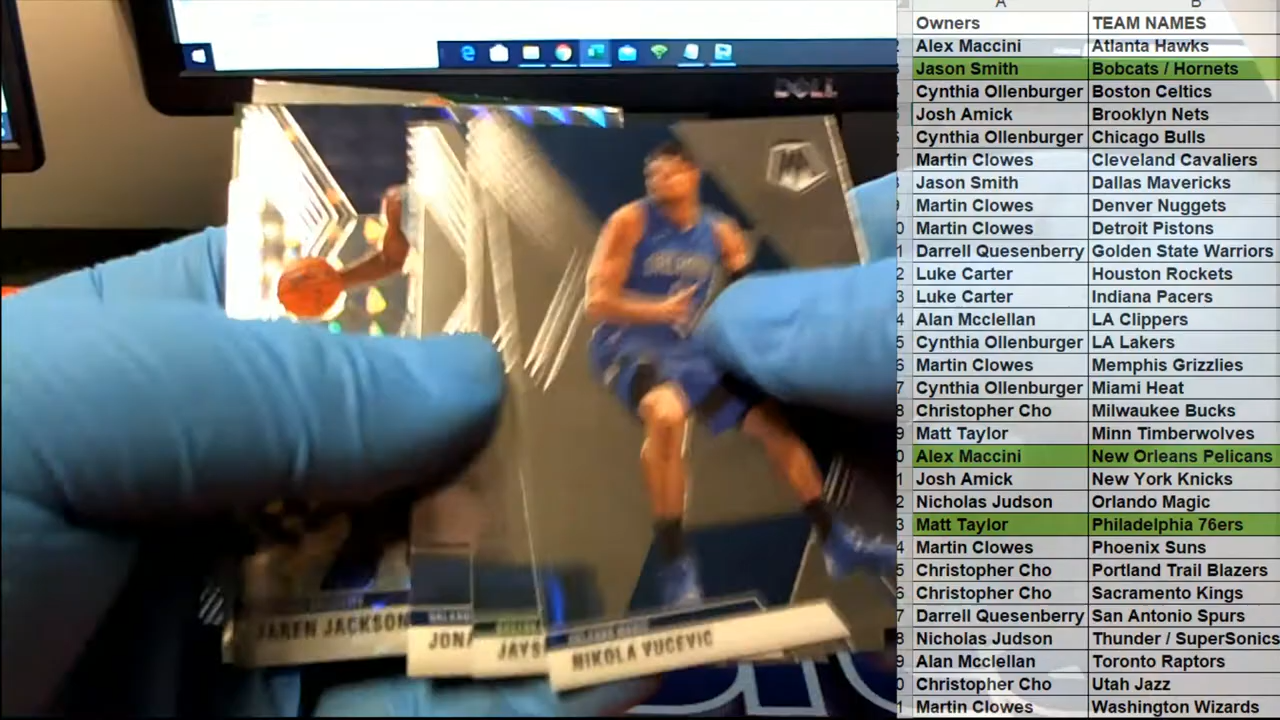 DELL
JAREN JACKSON
JONA
JAYS
ORLANDO MAGIC
NIKOLA VUCEVIC
A B
Owners TEAM NAMES
Alex Maccini Atlanta Hawks
Jason Smith Bobcats / Hornets
Cynthia Ollenburger Boston Celtics
Josh Amick Brooklyn Nets
Cynthia Ollenburger Chicago Bulls
Martin Clowes Cleveland Cavaliers
Jason Smith Dallas Mavericks
Martin Clowes Denver Nuggets
Martin Clowes Detroit Pistons
Darrell Quesenberry Golden State Warriors
Luke Carter Houston Rockets
Luke Carter Indiana Pacers
Alan Mcclellan LA Clippers
Cynthia Ollenburger LA Lakers
Martin Clowes Memphis Grizzlies
Cynthia Ollenburger Miami Heat
Christopher Cho Milwaukee Bucks
Matt Taylor Minn Timberwolves
Alex Maccini New Orleans Pelicans
Josh Amick New York Knicks
Nicholas Judson Orlando Magic
Matt Taylor Philadelphia 76ers
Martin Clowes Phoenix Suns
Christopher Cho Portland Trail Blazers
Christopher Cho Sacramento Kings
Darrell Quesenberry San Antonio Spurs
Nicholas Judson Thunder / SuperSonics
Alan Mcclellan Toronto Raptors
Christopher Cho Utah Jazz
Martin Clowes Washington Wizards